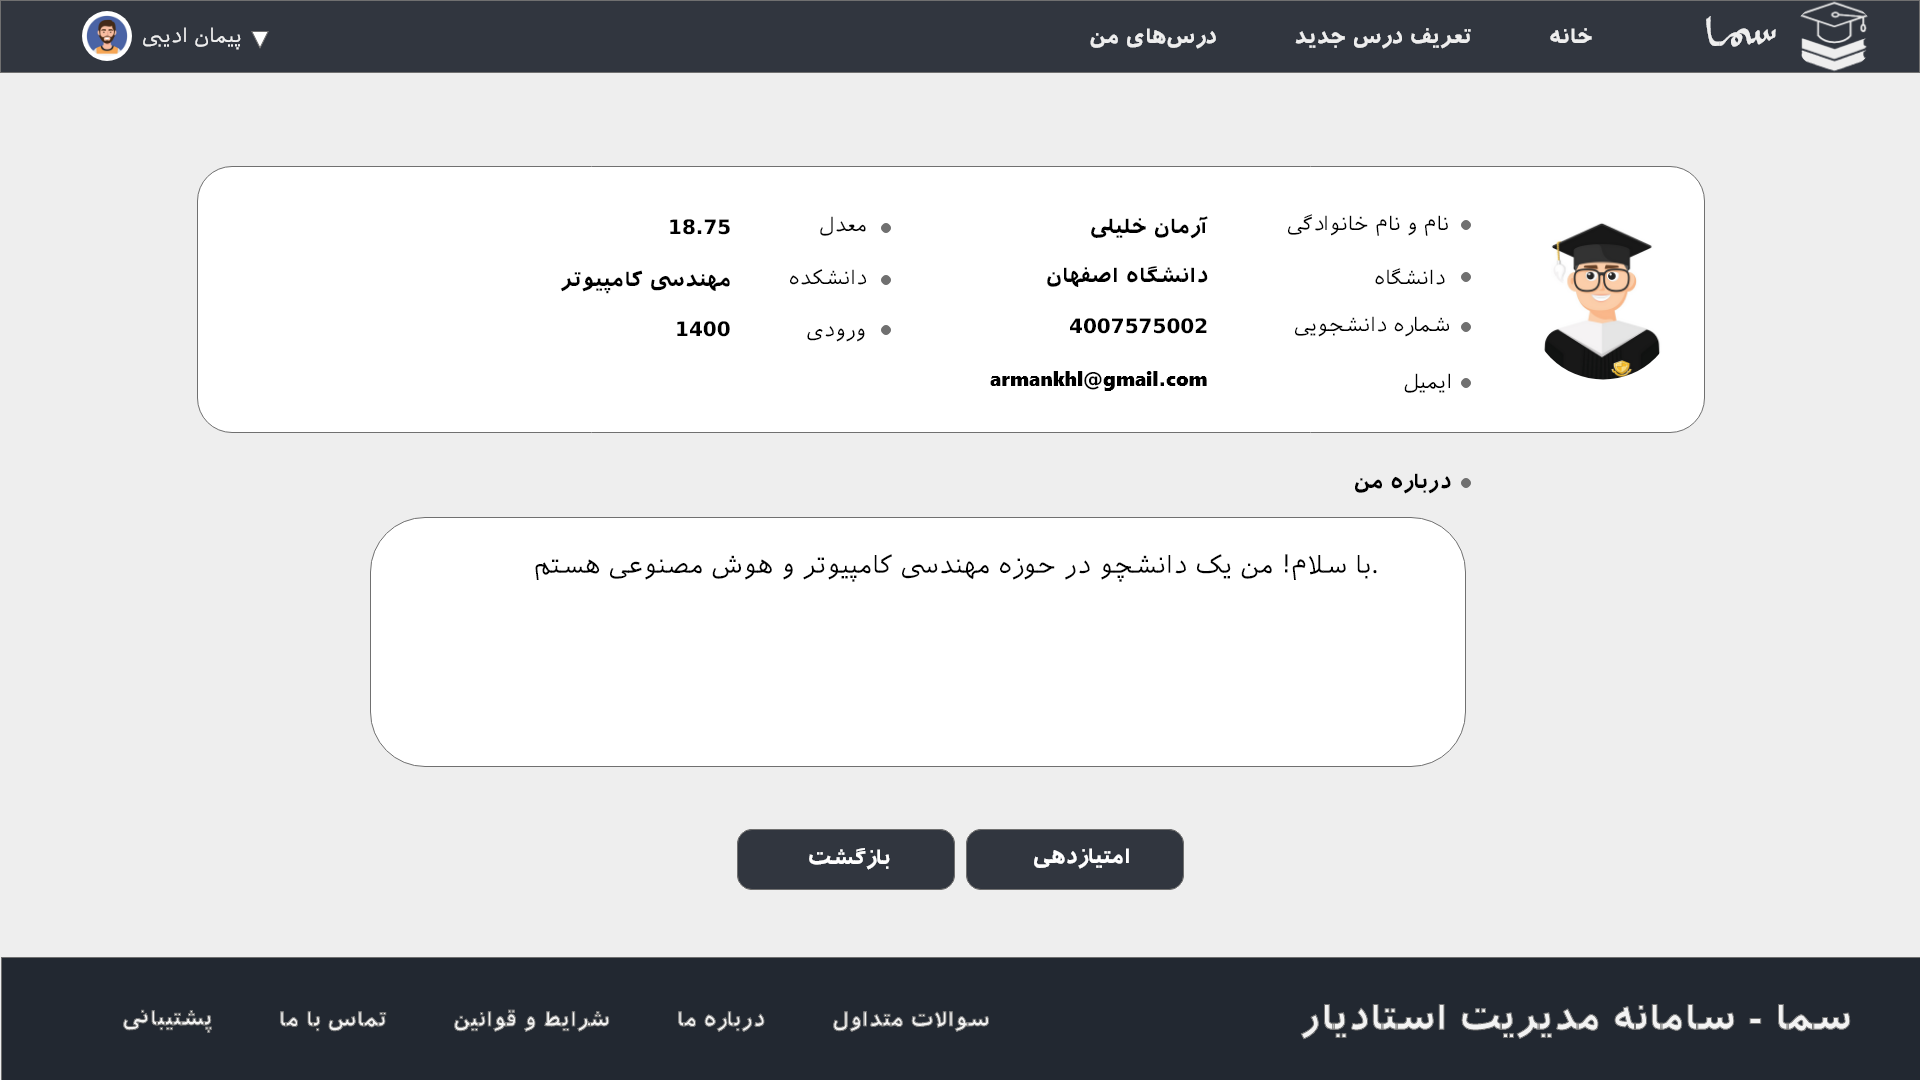 سما
خانه
تعریف درس جدید
درس‌های من
پیمان ادیبی
نام و نام خانوادگی
آرمان خلیلی
معدل
18.75
دانشگاه
دانشگاه اصفهان
دانشکده
مهندسی کامپیوتر
شماره دانشجویی
4007575002
ورودی
1400
ایمیل
armankhl@gmail.com
درباره من
با سلام! من یک دانشچو در حوزه مهندسی کامپیوتر و هوش مصنوعی هستم.
امتیازدهی
بازگشت
سما - سامانه مدیریت استادیار
سوالات متداول
درباره ما
شرایط و قوانین
تماس با ما
پشتیبانی